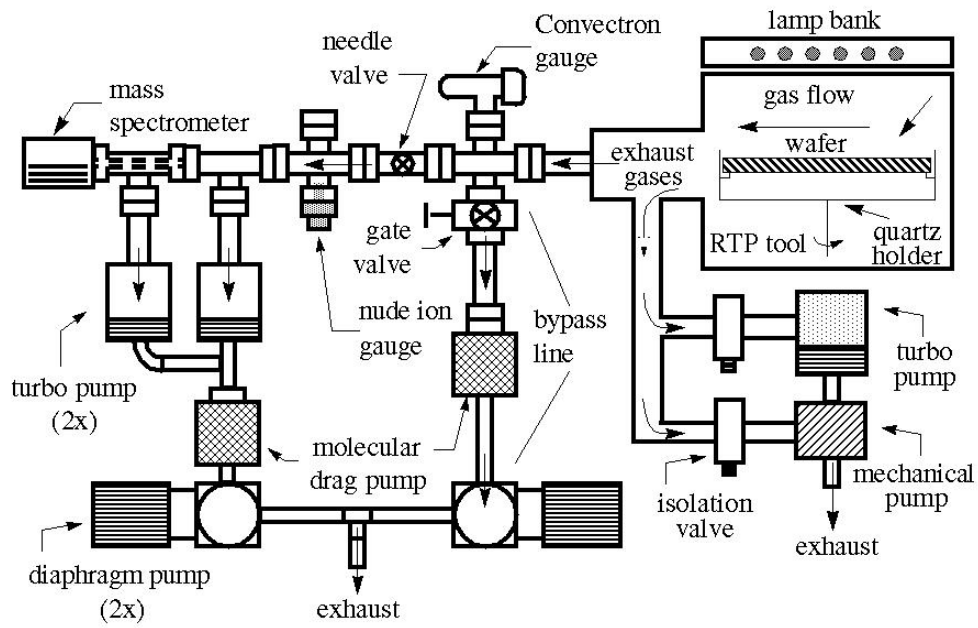 lamp bank
Convectron
gauge
needle
valve
mass
spectrometer
gas flow
wafer
exhaust
gases
RTP tool
quartz
holder
gate
valve
nude ion
gauge
bypass
line
turbo pump
(2x)
turbo
pump
molecular
drag pump
mechanical
pump
isolation
valve
diaphragm pump
(2x)
exhaust
exhaust